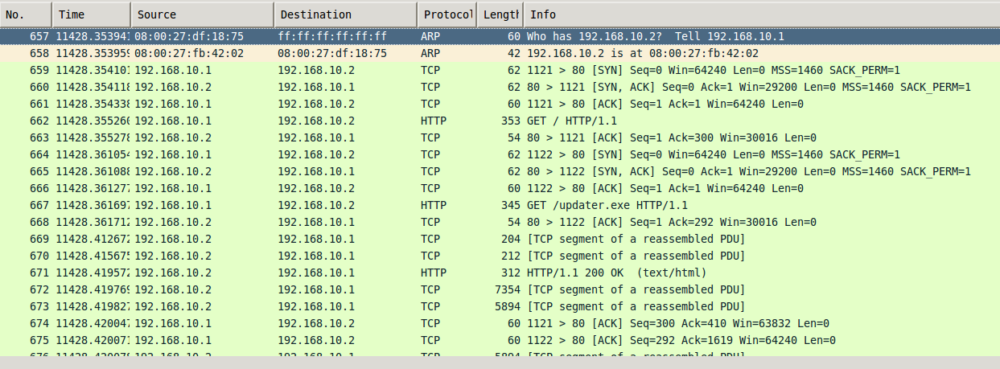 No. Time Source Destination Protocol Length Info
657 11428.353941 08:00:27:df:18:75 ff:ff:ff:ff:ff:ff ARP 60 Who has 192.168.10.2? Tell 192.168.10.1
658 11428.353959 08:00:27:fb:42:02 08:00:27:df:18:75 ARP 42 192.168.10.2 is at 08:00:27:fb:42:02
659 11428.354101 192.168.10.1 192.168.10.2 TCP 62 1121 > 80 [SYN] Seq=0 Win=64240 Len=0 MSS=1460 SACK_PERM=1
660 11428.354118 192.168.10.2 192.168.10.1 TCP 62 80 > 1121 [SYN, ACK] Seq=0 Ack=1 Win=29200 Len=0 MSS=1460 SACK_PERM=1
661 11428.354338 192.168.10.1 192.168.10.2 TCP 60 1121 > 80 [ACK] Seq=1 Ack=1 Win=64240 Len=0
662 11428.355260 192.168.10.1 192.168.10.2 HTTP 353 GET / HTTP/1.1
663 11428.355278 192.168.10.2 192.168.10.1 TCP 54 80 > 1121 [ACK] Seq=1 Ack=300 Win=30016 Len=0
664 11428.361054 192.168.10.1 192.168.10.2 TCP 62 1122 > 80 [SYN] Seq=0 Win=64240 Len=0 MSS=1460 SACK_PERM=1
665 11428.361088 192.168.10.2 192.168.10.1 TCP 62 80 > 1122 [SYN, ACK] Seq=0 Ack=1 Win=29200 Len=0 MSS=1460 SACK_PERM=1
666 11428.361277 192.168.10.1 192.168.10.2 TCP 60 1122 > 80 [ACK] Seq=1 Ack=1 Win=64240 Len=0
667 11428.361697 192.168.10.1 192.168.10.2 HTTP 345 GET /updater.exe HTTP/1.1
668 11428.361712 192.168.10.2 192.168.10.1 TCP 54 80 > 1122 [ACK] Seq=1 Ack=292 Win=30016 Len=0
669 11428.412672 192.168.10.2 192.168.10.1 TCP 204 [TCP segment of a reassembled PDU]
670 11428.415675 192.168.10.2 192.168.10.1 TCP 212 [TCP segment of a reassembled PDU]
671 11428.419572 192.168.10.2 192.168.10.1 HTTP 312 HTTP/1.1 200 OK (text/html)
672 11428.419769 192.168.10.2 192.168.10.1 TCP 7354 [TCP segment of a reassembled PDU]
673 11428.419827 192.168.10.2 192.168.10.1 TCP 5894 [TCP segment of a reassembled PDU]
674 11428.420047 192.168.10.1 192.168.10.2 TCP 60 1121 > 80 [ACK] Seq=300 Ack=410 Win=63832 Len=0
675 11428.420071 192.168.10.1 192.168.10.2 TCP 60 1122 > 80 [ACK] Seq=292 Ack=1619 Win=64240 Len=0
676 192.168.10.2 192.168.10.1 TCP 5894 [TCP segment of a reassembled PDU]